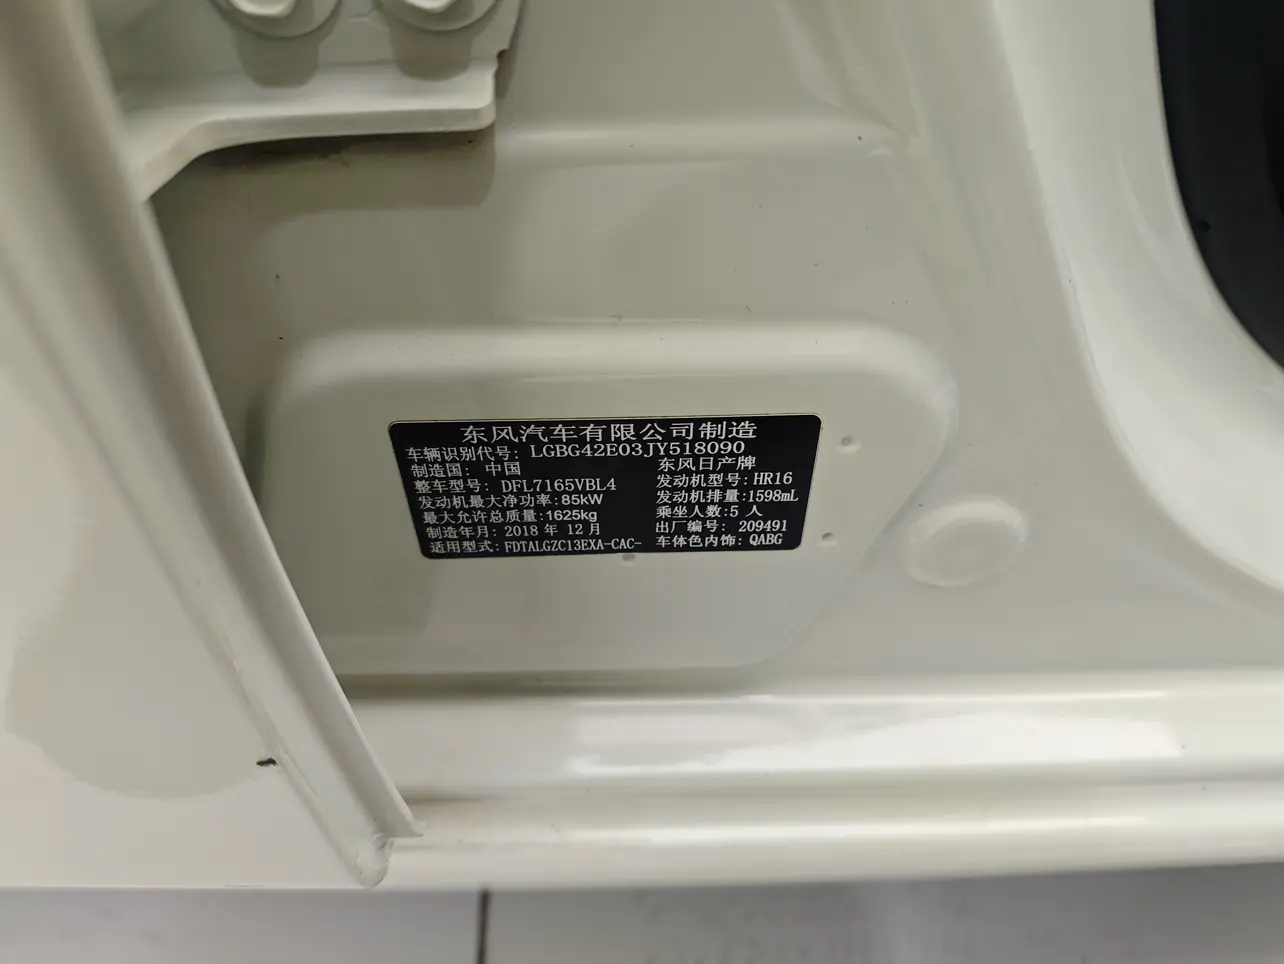 东风汽车有限公司制造
车辆识别代号: LGBG42E03JY518090
制造国: 中国 东风日产牌
整车型号: DFL7165VBL4 发动机型号: HR16
发动机最大净功率: 85kW 发动机排量: 1598mL
最大允许总质量: 1625kg 乘坐人数: 5 人
制造年月: 2018 年 12 月 出厂编号: 209491
适用型式: FDTALGZC13EXA-CAC- 车体色内饰: QABG